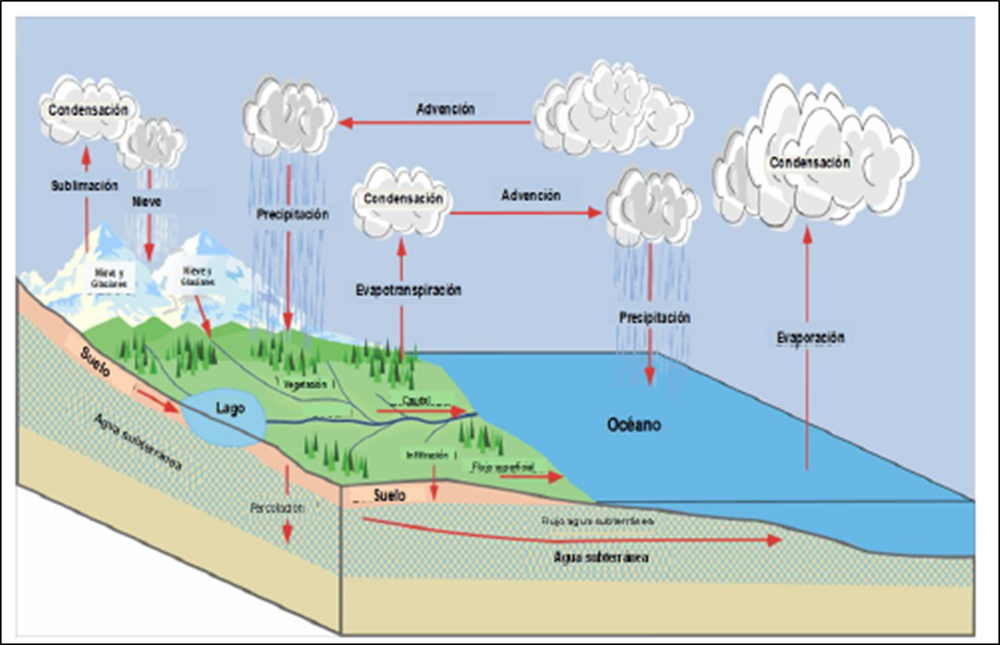 Condensación
Advención
Condensación
Sublimación
Nieve
Precipitación
Condensación
Advención
Nieve y
Glaciares
Nieve y
Glaciares
Evapotranspiración
Precipitación
Evaporación
Suelo
Vegetación
Lago
Caudal
Océano
Agua subterranea
Infiltración
Flujo superficial
Suelo
Percolación
Flujo agua subterránea
Agua subterránea